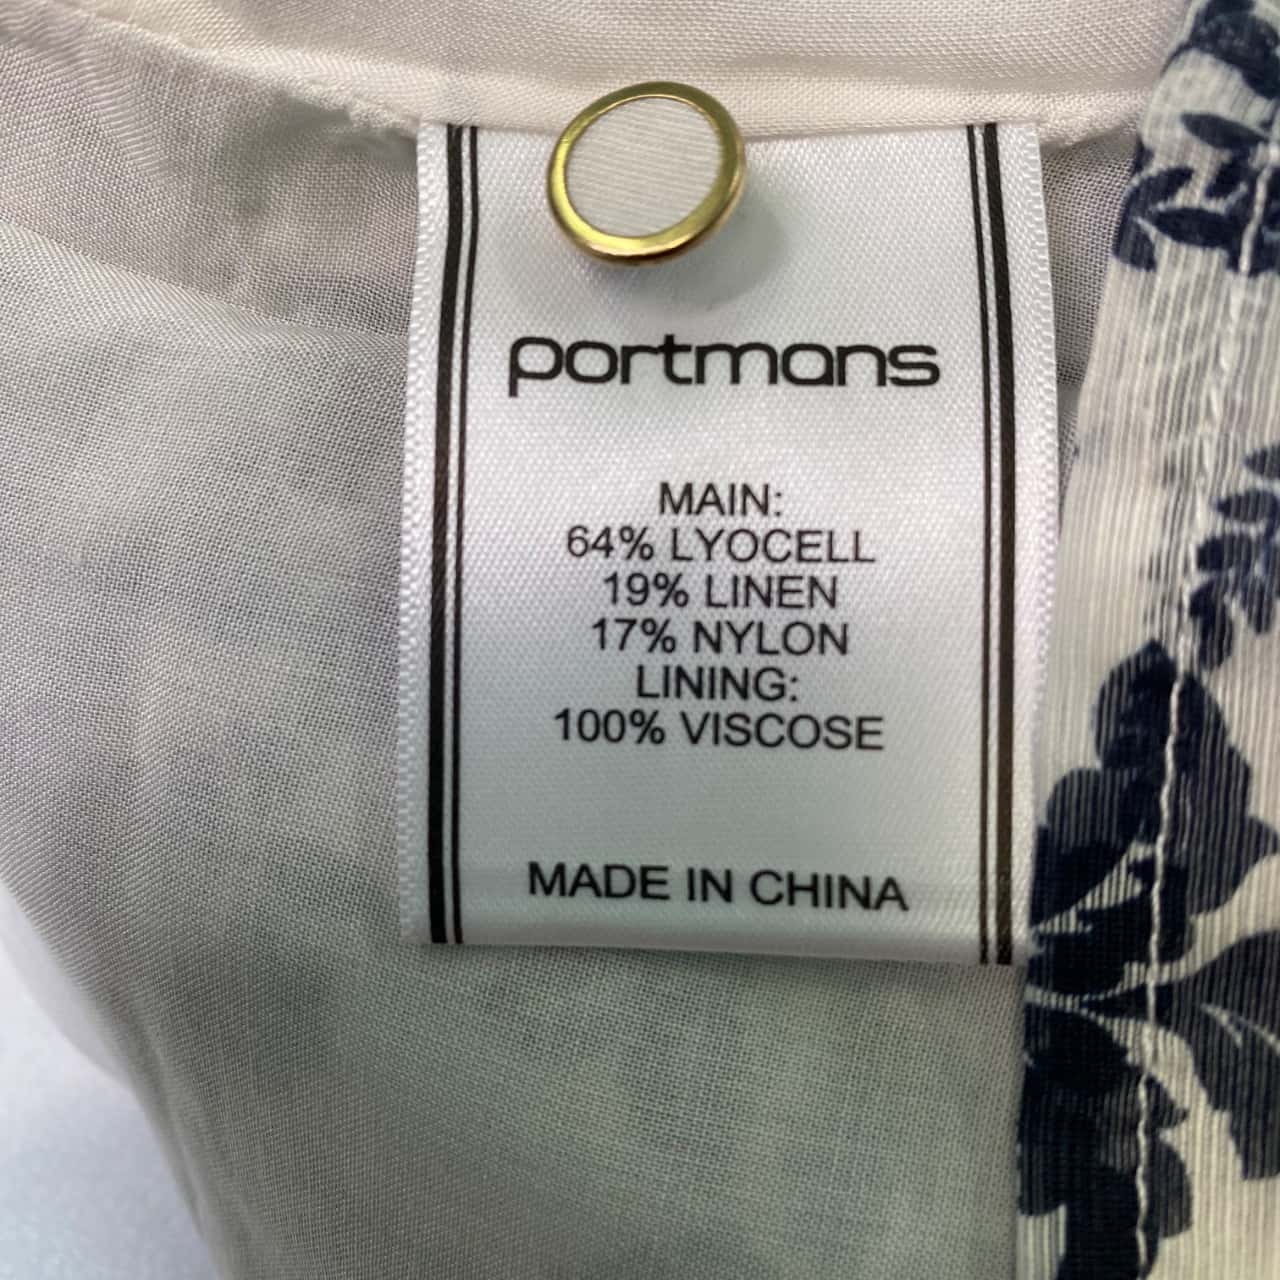 portmans
MAIN:
64% LYOCELL
19% LINEN
17% NYLON
LINING:
100% VISCOSE
MADE IN CHINA